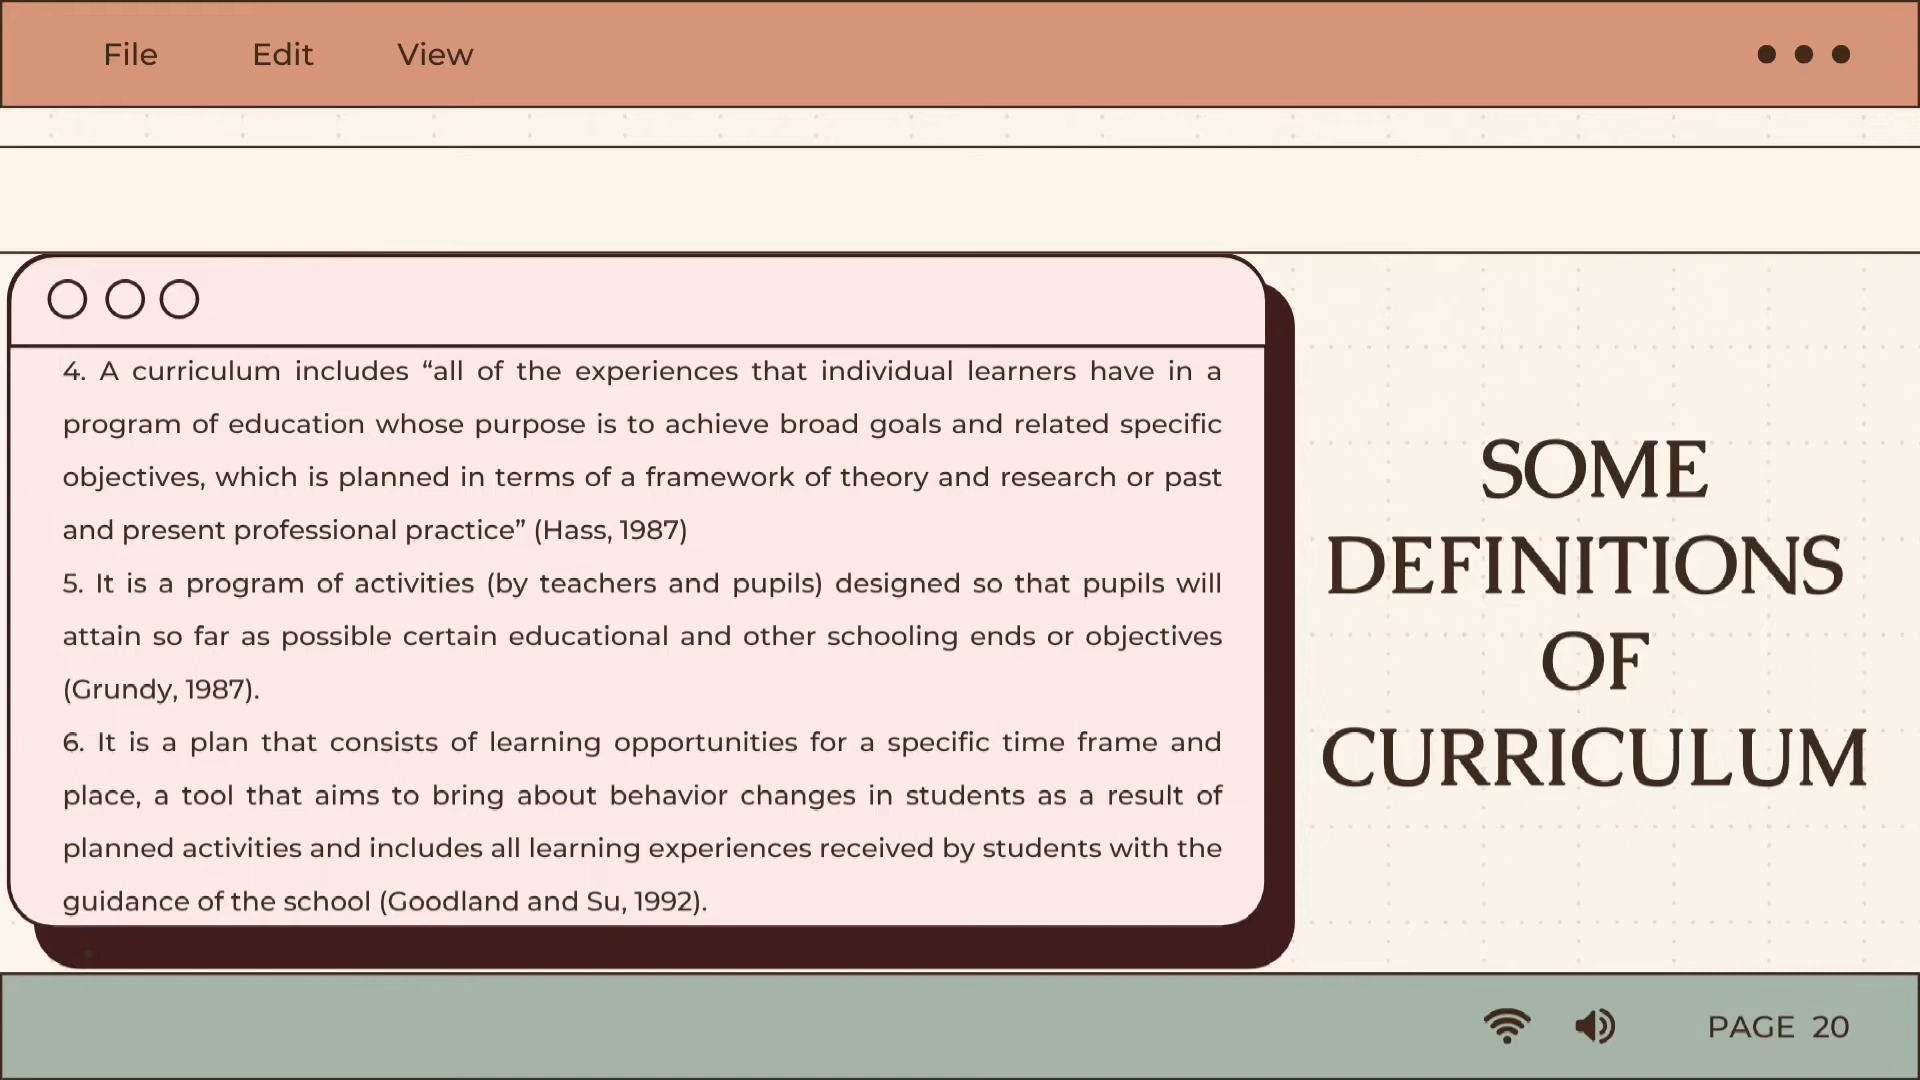 File Edit View
4. A curriculum includes “all of the experiences that individual learners have in a
program of education whose purpose is to achieve broad goals and related specific
objectives, which is planned in terms of a framework of theory and research or past
and present professional practice” (Hass, 1987)
5. It is a program of activities (by teachers and pupils) designed so that pupils will
attain so far as possible certain educational and other schooling ends or objectives
(Grundy, 1987).
6. It is a plan that consists of learning opportunities for a specific time frame and
place, a tool that aims to bring about behavior changes in students as a result of
planned activities and includes all learning experiences received by students with the
guidance of the school (Goodland and Su, 1992).
SOME
DEFINITIONS
OF
CURRICULUM
PAGE 20